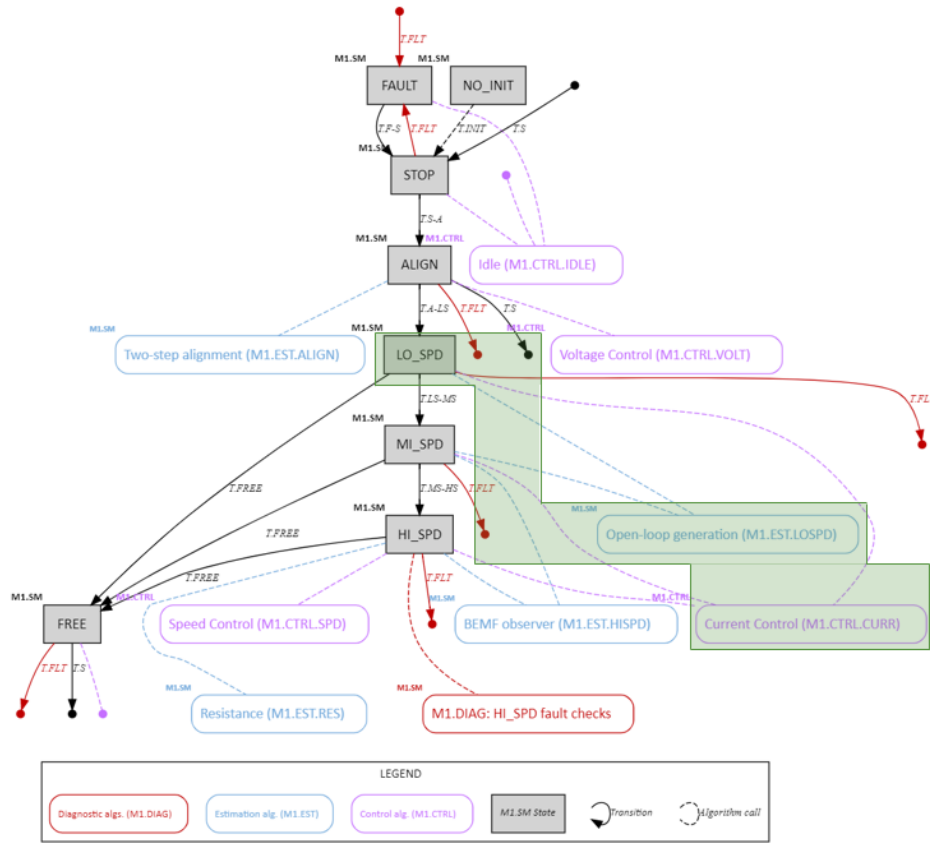 T.FLT
M1.SM
M1.SM
FAULT
NO_INIT
T.F-S
T.FLT
T.INIT
T.S
M1.SM
STOP
T.S-A
M1.SM
M1.CTRL
ALIGN
Idle (M1.CTRL.IDLE)
T.A-LS
T.FLT
T.S
M1.SM
M1.SM
M1.CTRL
Two-step alignment (M1.EST.ALIGN)
LO_SPD
Voltage Control (M1.CTRL.VOLT)
T.LS-MS
T.FL
M1.SM
MI_SPD
T.FREE
T.MS-HS
T.FLT
M1.SM
M1.SM
T.FREE
HI_SPD
Open-loop generation (M1.EST.LOSPD)
T.FREE
T.FLT
M1.SM
M1.CTRL
M1.SM
M1.CTRL
FREE
Speed Control (M1.CTRL.SPD)
BEMF observer (M1.EST.HISPD)
Current Control (M1.CTRL.CURR)
T.FLT
T.S
M1.SM
M1.SM
Resistance (M1.EST.RES)
M1.DIAG: HI_SPD fault checks
LEGEND
Diagnostic algs. (M1.DIAG)
Estimation alg. (M1.EST)
Control alg. (M1.CTRL)
M1.SM State
Transition
Algorithm call